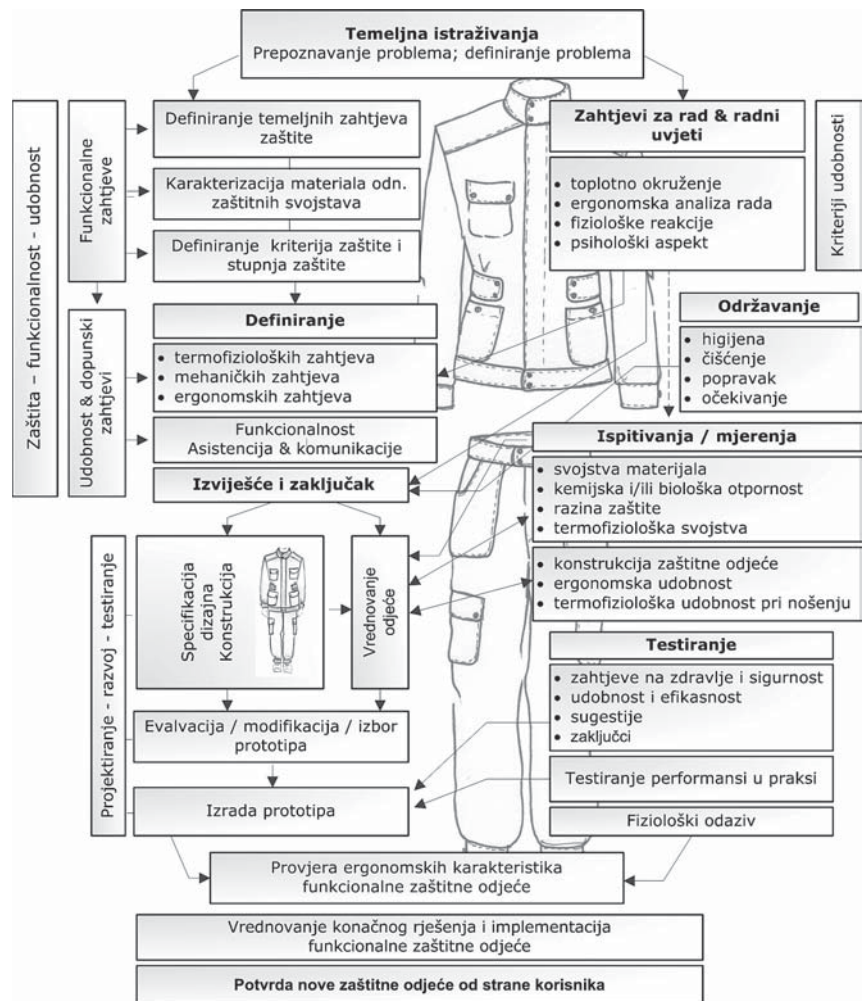 Temeljna istraživanja
Prepoznavanje problema; definiranje problema
Zaštita – funkcionalnost - udobnost
Funkcionalne
zahtjeve
Definiranje temeljnih zahtjeva
zaštite
Karakterizacija materala odn.
zaštitnih svojstava
Definiranje kriterija zaštite i
stupnja zaštite
Zahtjevi za rad & radni
uvjeti
• toplotno okruženje
• ergonomska analiza rada
• fiziološke reakcije
• psihološki aspekt
Kriteriji udobnosti
Udobnost & dopunski
zahtjevi
Definiranje
• termofizioloških zahtjeva
• mehaničkih zahtjeva
• ergonomskih zahtjeva
Funkcionalnost
Asistencija & komunikacije
Izviješće i zaključak
Održavanje
• higijena
• čišćenje
• popravak
• očekivanje
Ispitivanja / mjerenja
• svojstva materijala
• kemijska i/ili biološka otpornost
• razina zaštite
• termofiziološka svojstva
• konstrukcija zaštitne odjeće
• ergonomska udobnost
• termofiziološka udobnost pri nošenju
Projektiranje - razvoj - testiranje
Specifikacija
dizajna
Konstrukcija
Vrednovanje
odjeće
Evalvacija / modifikacija / izbor
prototipa
Izrada prototipa
Testiranje
• zahtjeve na zdravlje i sigurnost
• udobnost i efikasnost
• sugestije
• zaključci
Testiranje performansi u praksi
Fiziološki odaziv
Provjera ergonomskih karakteristika
funkcionalne zaštitne odjeće
Vrednovanje konačnog rješenja i implementacija
funkcionalne zaštitne odjeće
Potvrda nove zaštitne odjeće od strane korisnika